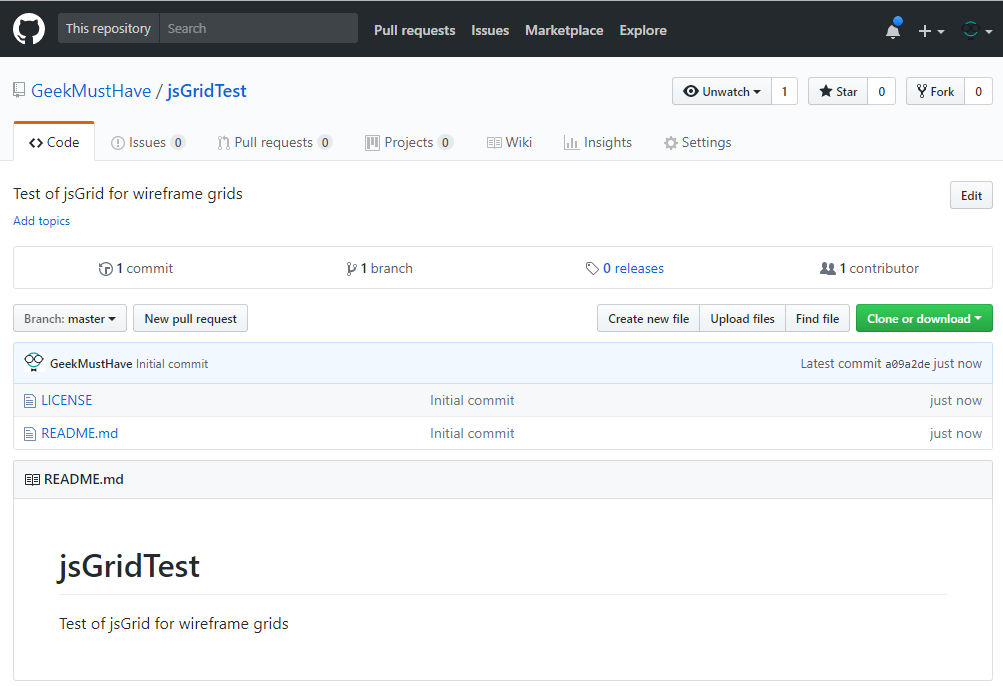 This repository Search Pull requests Issues Marketplace Explore
GeekMustHave / jsGridTest Unwatch 1 Star 0 Fork 0
Code Issues 0 Pull requests 0 Projects 0 Wiki Insights Settings
Test of jsGrid for wireframe grids Edit
Add topics
1 commit 1 branch 0 releases 1 contributor
Branch: master New pull request Create new file Upload files Find file Clone or download
GeekMustHave Initial commit Latest commit a09a2de just now
LICENSE Initial commit just now
README.md Initial commit just now
README.md
jsGridTest
Test of jsGrid for wireframe grids